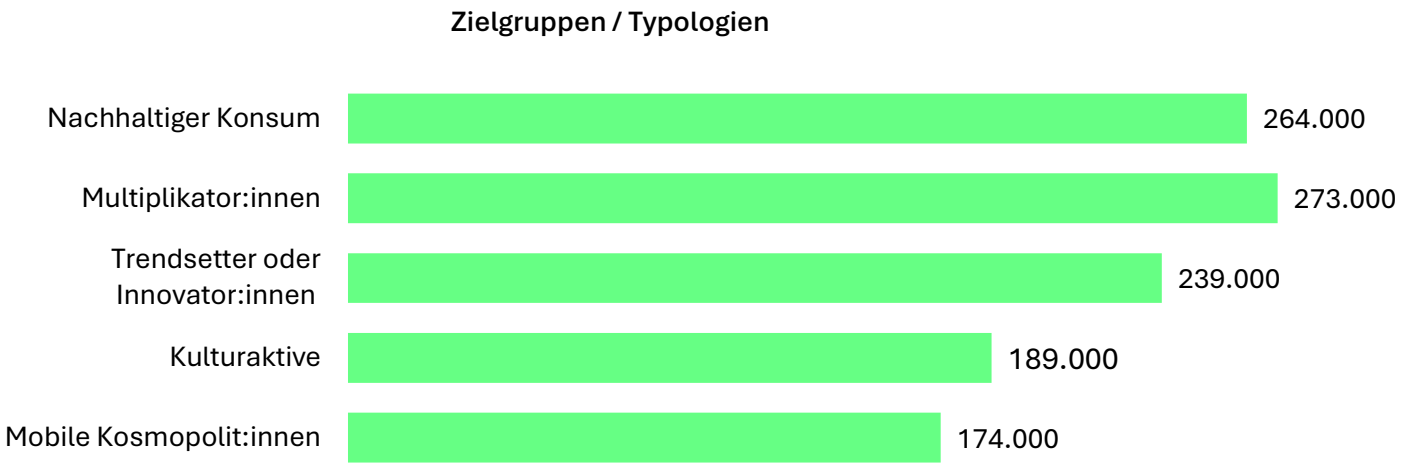 Zielgruppen / Typologien
Nachhaltiger Konsum
264.000
Multiplikator:innen
273.000
Trendsetter oder
Innovator:innen
239.000
Kulturaktive
189.000
Mobile Kosmopolit:innen
174.000